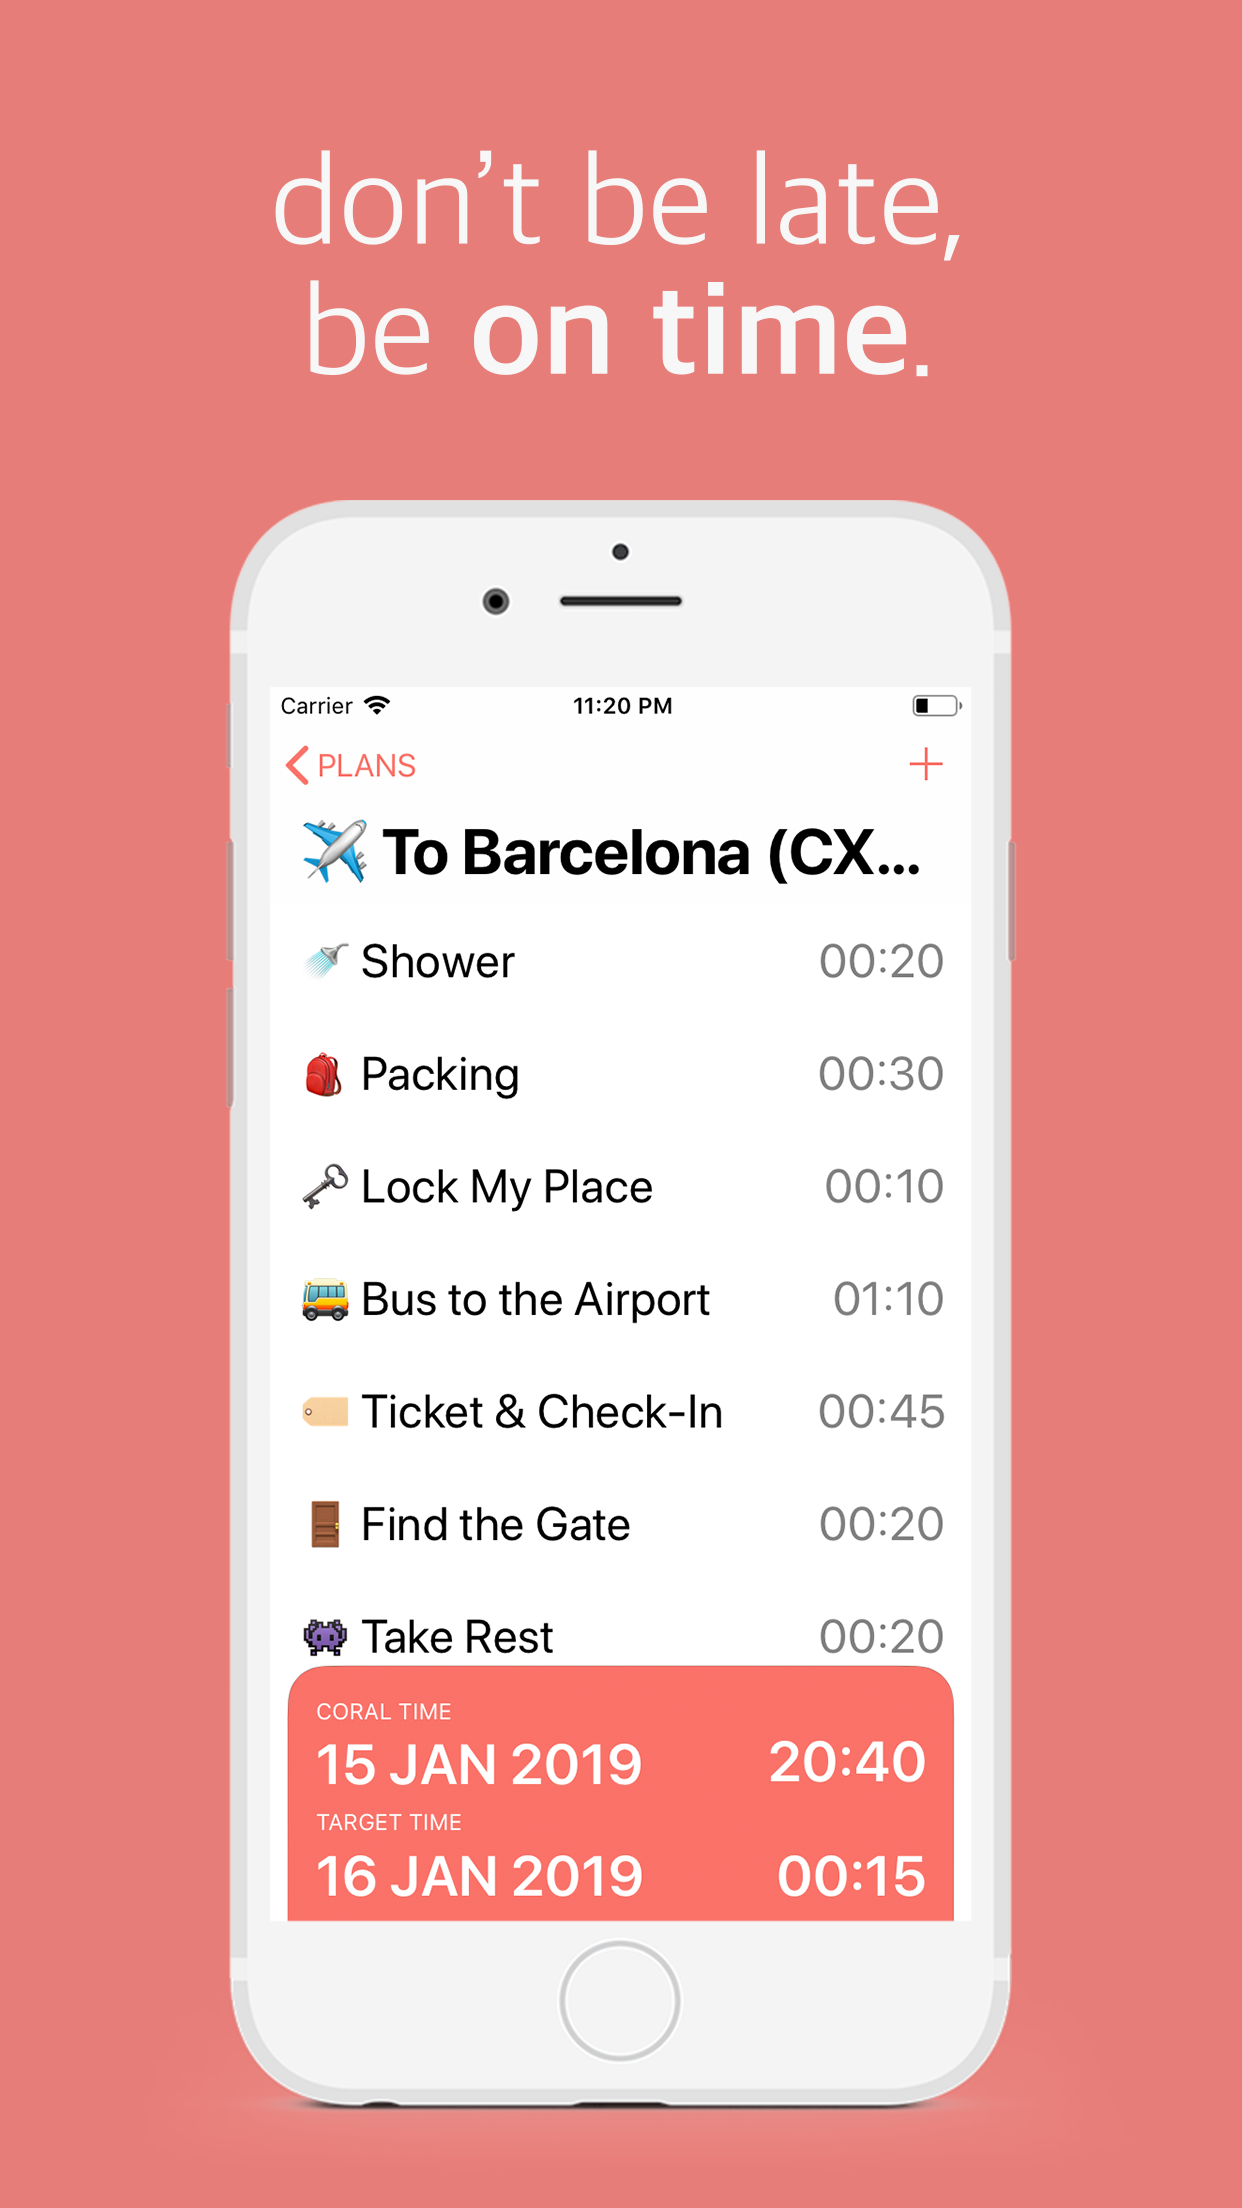 don’t be late,
be on time.
Carrier
11:20 PM
PLANS
To Barcelona (CX...
Shower 00:20
Packing 00:30
Lock My Place 00:10
Bus to the Airport 01:10
Ticket & Check-In 00:45
Find the Gate 00:20
Take Rest 00:20
CORAL TIME
15 JAN 2019 20:40
TARGET TIME
16 JAN 2019 00:15